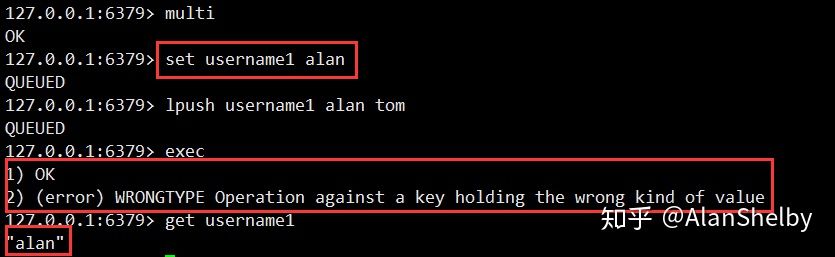 127.0.0.1:6379> multi
OK
127.0.0.1:6379> set username1 alan
QUEUED
127.0.0.1:6379> lpush username1 alan tom
QUEUED
127.0.0.1:6379> exec
1) OK
2) (error) WRONGTYPE Operation against a key holding the wrong kind of value
127.0.0.1:6379> get username1
"alan"
知乎 @AlanShelby